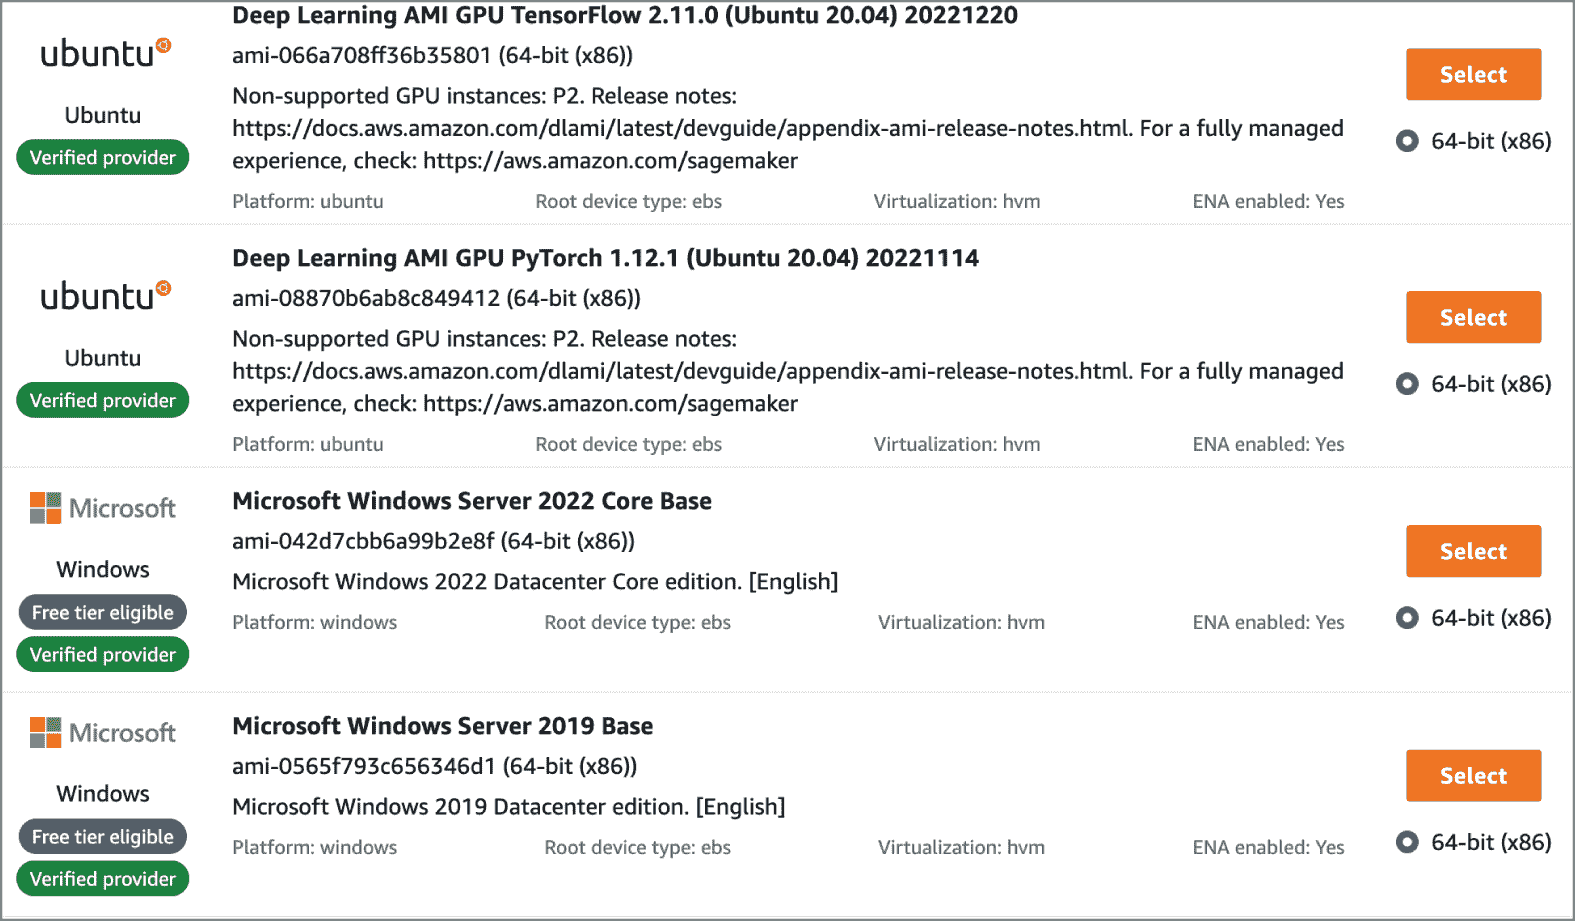 Deep Learning AMI GPU TensorFlow 2.11.0 (Ubuntu 20.04) 20221220
ubuntu
Ubuntu
Verified provider
ami-066a708ff36b35801 (64-bit (x86))
Non-supported GPU instances: P2. Release notes:
https://docs.aws.amazon.com/dlami/latest/devguide/appendix-ami-release-notes.html. For a fully managed
experience, check: https://aws.amazon.com/sagemaker
Platform: ubuntu Root device type: ebs Virtualization: hvm ENA enabled: Yes
Select
64-bit (x86)
Deep Learning AMI GPU PyTorch 1.12.1 (Ubuntu 20.04) 20221114
ubuntu
Ubuntu
Verified provider
ami-08870b6ab8c849412 (64-bit (x86))
Non-supported GPU instances: P2. Release notes:
https://docs.aws.amazon.com/dlami/latest/devguide/appendix-ami-release-notes.html. For a fully managed
experience, check: https://aws.amazon.com/sagemaker
Platform: ubuntu Root device type: ebs Virtualization: hvm ENA enabled: Yes
Select
64-bit (x86)
Microsoft
Windows
Free tier eligible
Verified provider
Microsoft Windows Server 2022 Core Base
ami-042d7cbb6a99b2e8f (64-bit (x86))
Microsoft Windows 2022 Datacenter Core edition. [English]
Platform: windows Root device type: ebs Virtualization: hvm ENA enabled: Yes
Select
64-bit (x86)
Microsoft
Windows
Free tier eligible
Verified provider
Microsoft Windows Server 2019 Base
ami-0565f793c656346d1 (64-bit (x86))
Microsoft Windows 2019 Datacenter edition. [English]
Platform: windows Root device type: ebs Virtualization: hvm ENA enabled: Yes
Select
64-bit (x86)